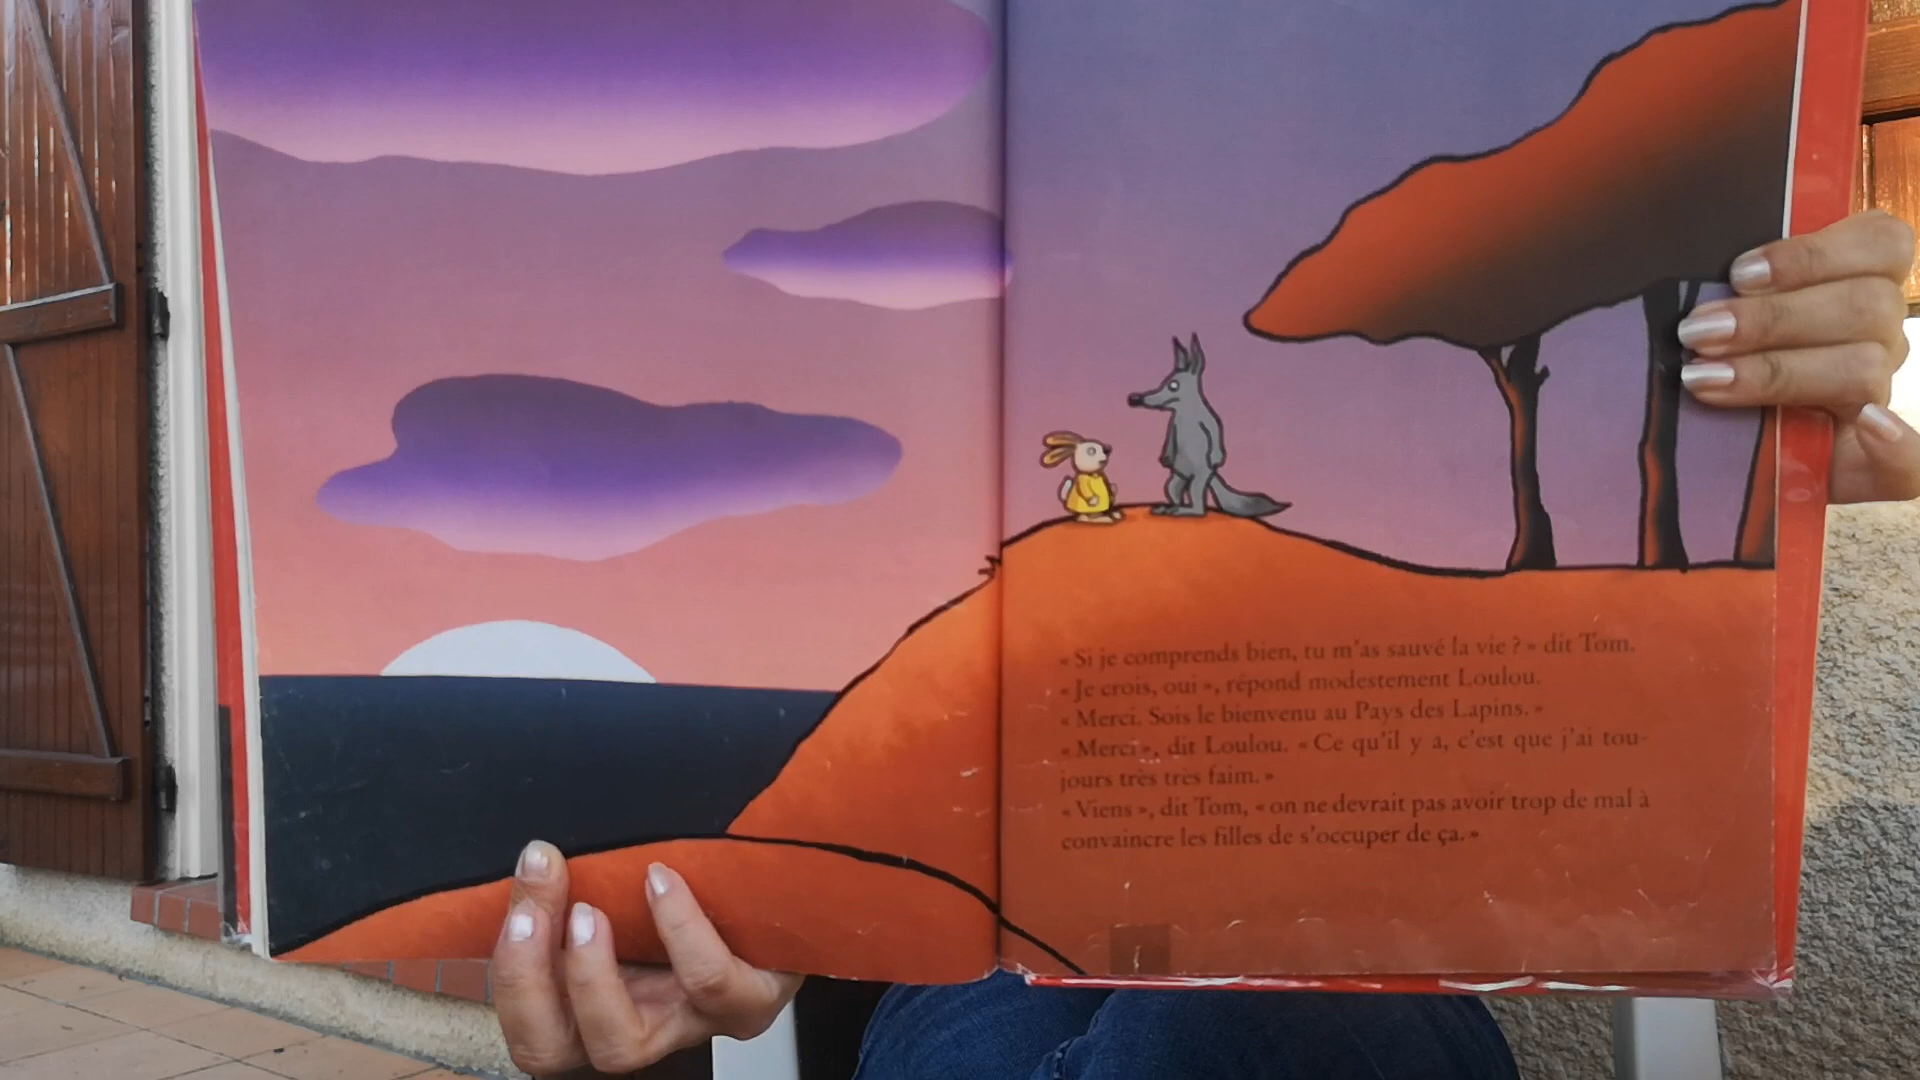 « Si je comprends bien, tu m'as sauvé la vie ? » dit Tom.
« Je crois, oui », répond modestement Loulou.
« Merci. Sois le bienvenu au Pays des Lapins. »
« Merci », dit Loulou. « Ce qu'il y a, c'est que j'ai tou-
jours très très faim. »
« Viens », dit Tom, « on ne devrait pas avoir trop de mal à
convaincre les filles de s'occuper de ça. »